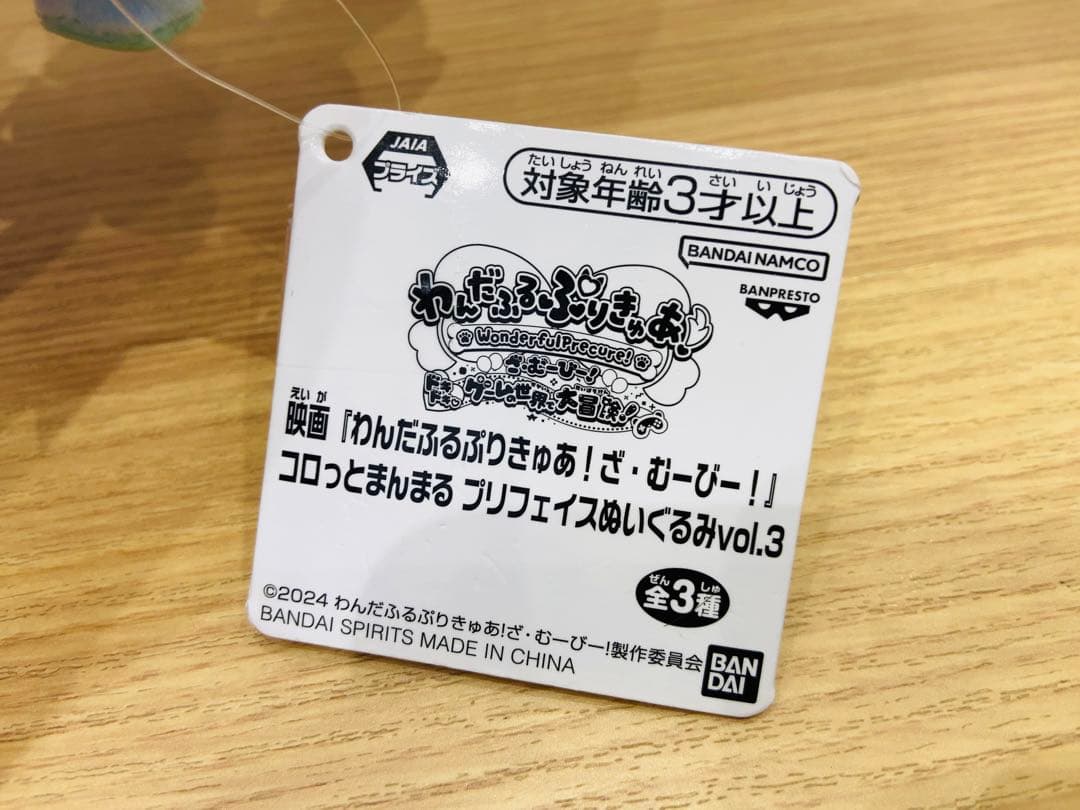 JAIA
プライズ
たいしょうねんれい さい いじょう
対象年齢3才以上
BANDAI NAMCO
BANPRESTO
わんだふるぷりきゅあ!
Wonderful Precure!
ざ・むーびー!
ドキドキ♡ゲームの世界で大冒険!
えいが
映画『わんだふるぷりきゅあ!ざ・むーびー!』
コロっとまんまる プリフェイスぬいぐるみvol.3
ぜん しゅ
全3種
©2024 わんだふるぷりきゅあ!ざ・むーびー!製作委員会
BANDAI SPIRITS MADE IN CHINA
BAN
DAI